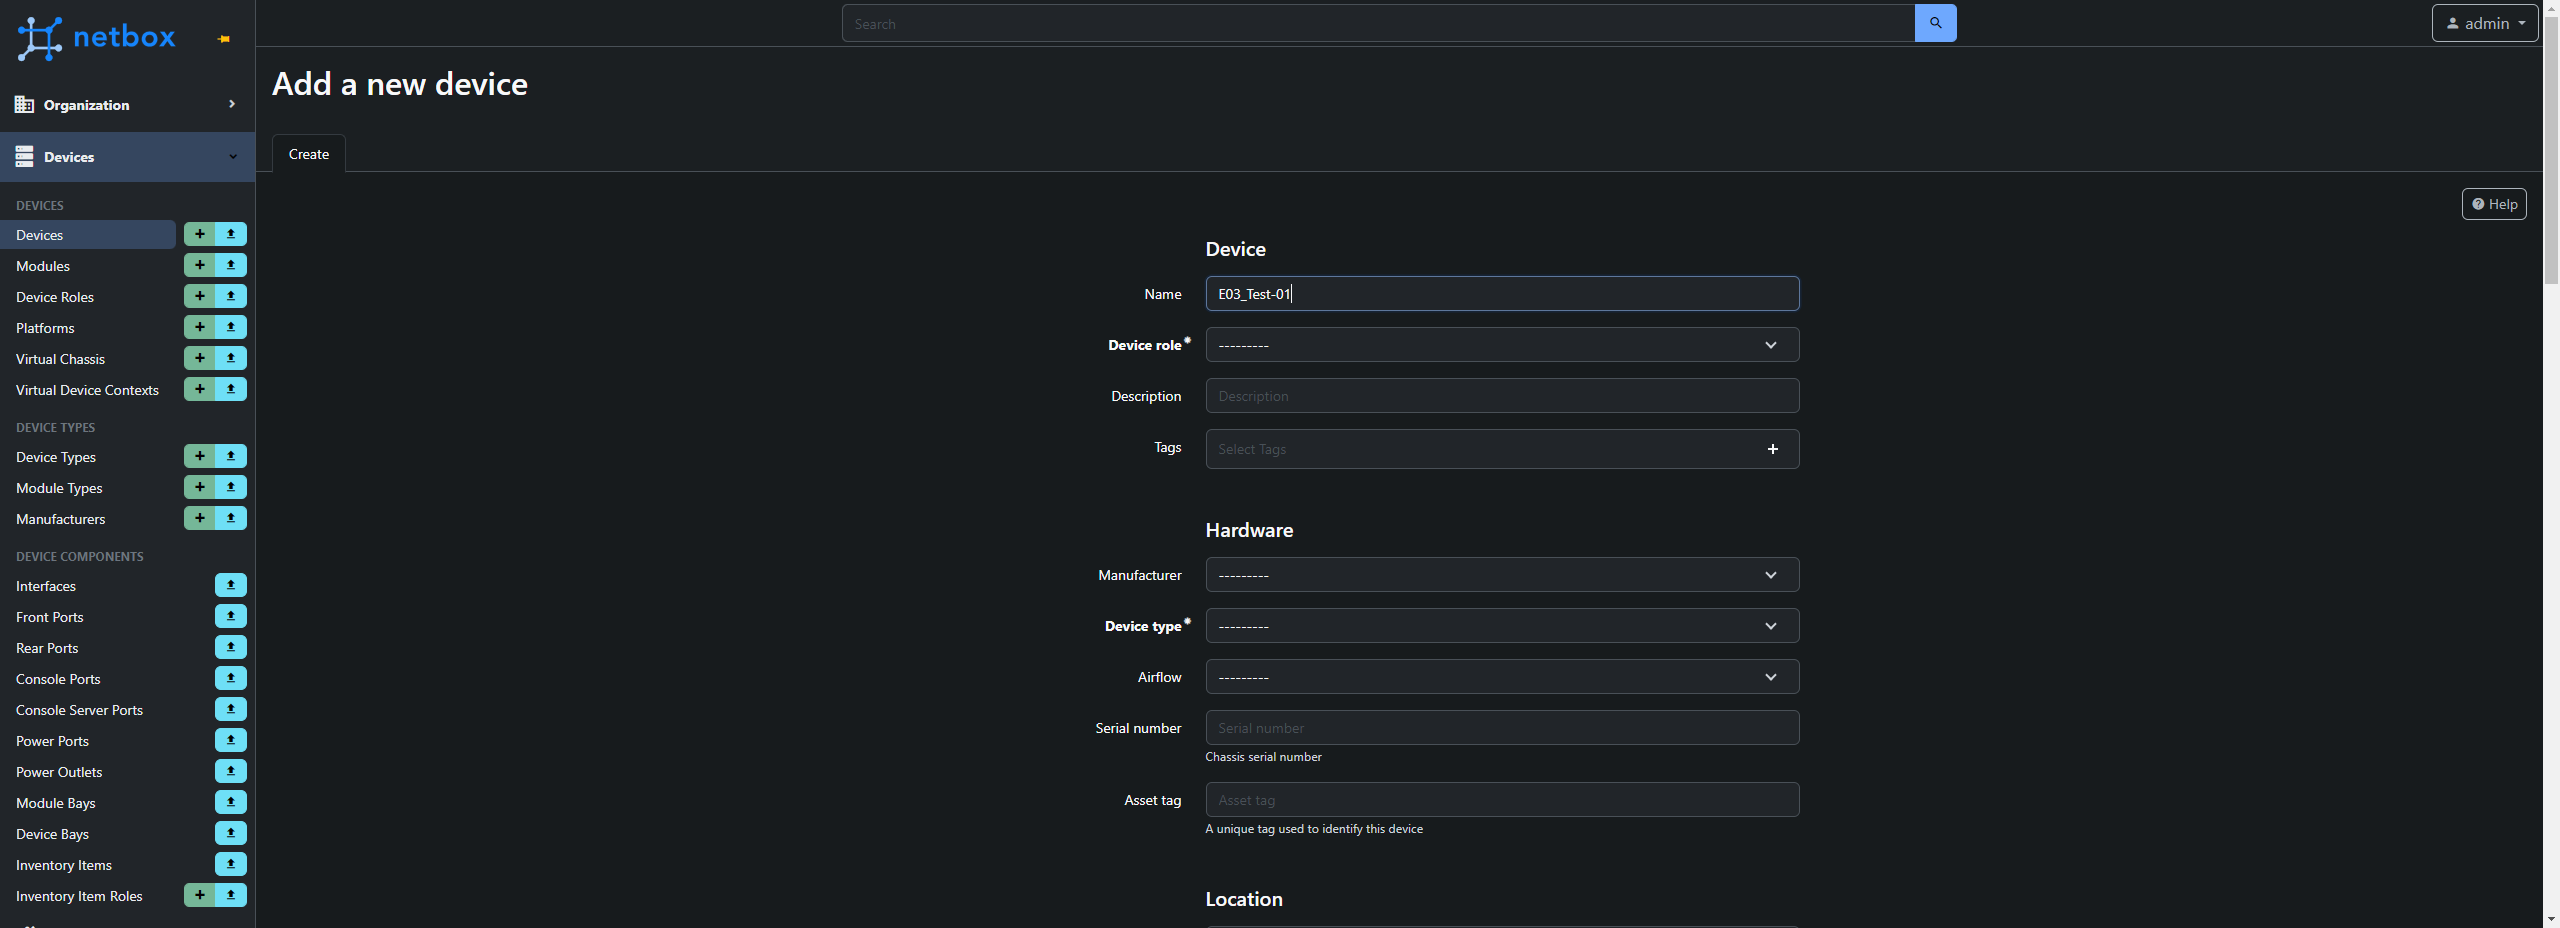 netbox
Search
admin
Organization
Devices
DEVICES
Devices
Modules
Device Roles
Platforms
Virtual Chassis
Virtual Device Contexts
DEVICE TYPES
Device Types
Module Types
Manufacturers
DEVICE COMPONENTS
Interfaces
Front Ports
Rear Ports
Console Ports
Console Server Ports
Power Ports
Power Outlets
Module Bays
Device Bays
Inventory Items
Inventory Item Roles
Add a new device
Create
Help
Device
Name E03_Test-01
Device role* ---------
Description Description
Tags Select Tags
Hardware
Manufacturer ---------
Device type* ---------
Airflow ---------
Serial number Serial number
Chassis serial number
Asset tag Asset tag
A unique tag used to identify this device
Location